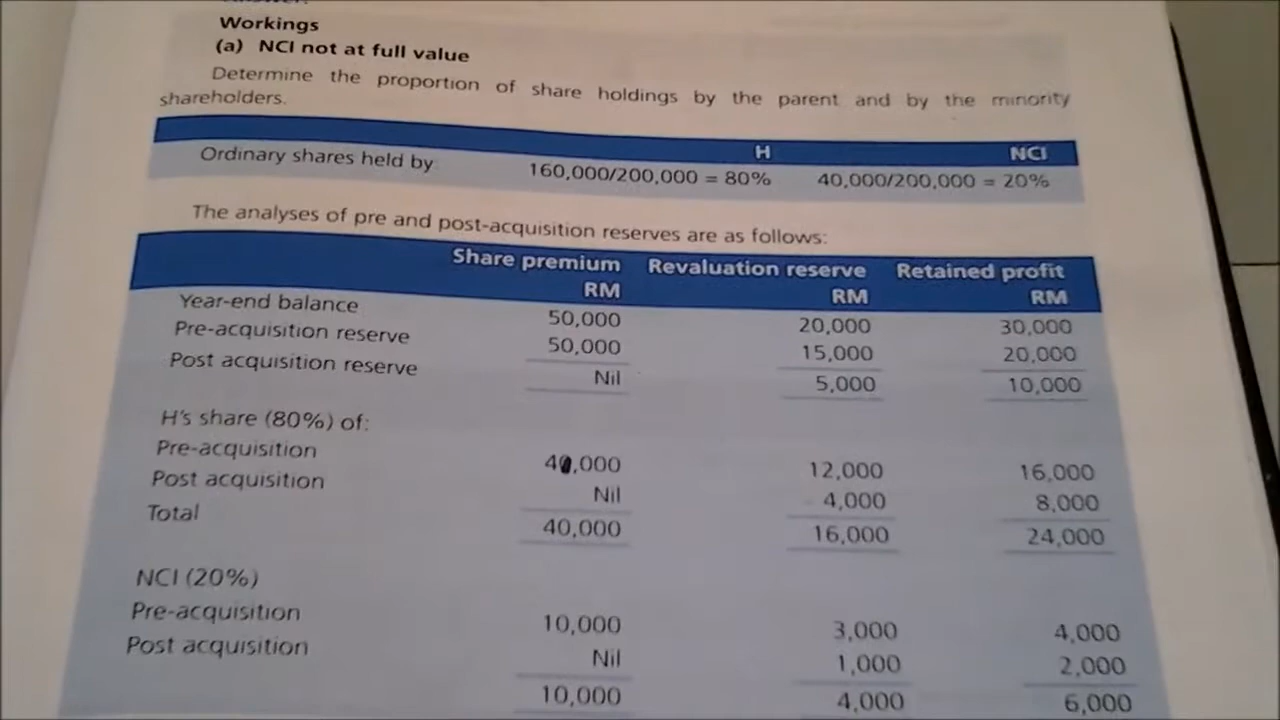 Workings
(a) NCI not at full value
Determine the proportion of share holdings by the parent and by the minority
shareholders.
H NCI
Ordinary shares held by 160,000/200,000 = 80% 40,000/200,000 = 20%
The analyses of pre and post-acquisition reserves are as follows:
Share premium Revaluation reserve Retained profit
RM RM RM
Year-end balance 50,000 20,000 30,000
Pre-acquisition reserve 50,000 15,000 20,000
Post acquisition reserve Nil 5,000 10,000
H's share (80%) of:
Pre-acquisition 40,000 12,000 16,000
Post acquisition Nil 4,000 8,000
Total 40,000 16,000 24,000
NCI (20%)
Pre-acquisition 10,000 3,000 4,000
Post acquisition Nil 1,000 2,000
10,000 4,000 6,000